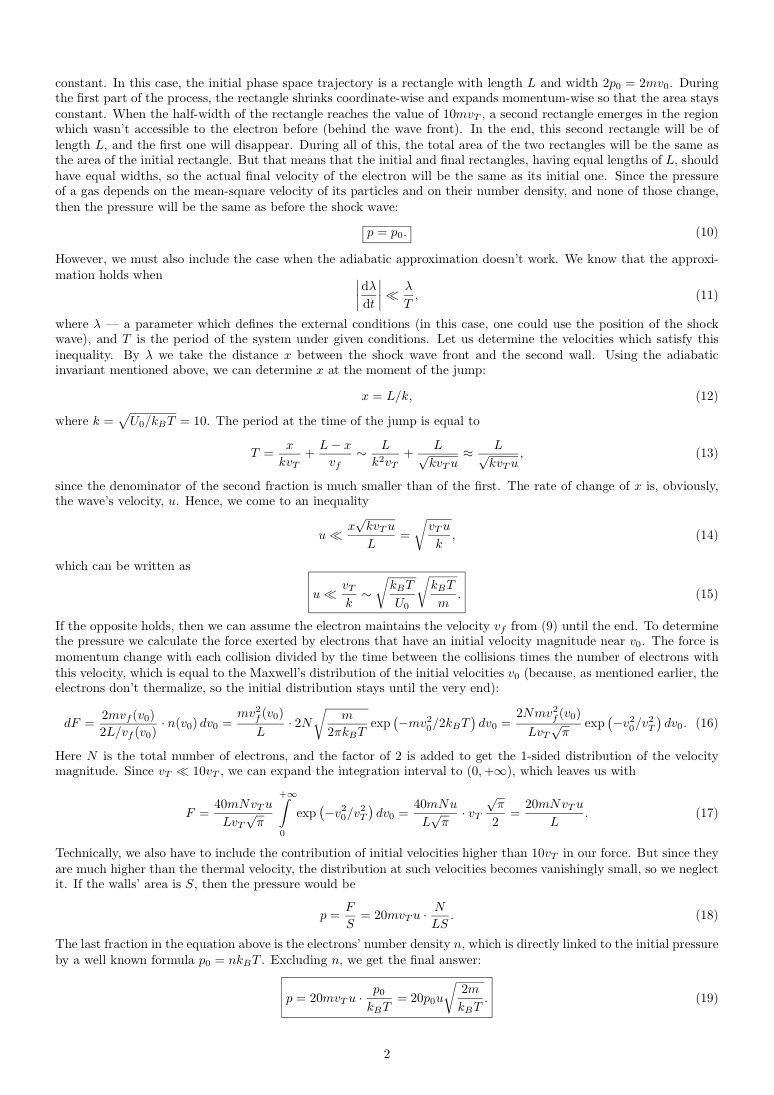 constant. In this case, the initial phase space trajectory is a rectangle with length L and width 2p₀ = 2mv₀. During
the first part of the process, the rectangle shrinks coordinate-wise and expands momentum-wise so that the area stays
constant. When the half-width of the rectangle reaches the value of 10mv_T, a second rectangle emerges in the region
which wasn't accessible to the electron before (behind the wave front). In the end, this second rectangle will be of
length L, and the first one will disappear. During all of this, the total area of the two rectangles will be the same as
the area of the initial rectangle. But that means that the initial and final rectangles, having equal lengths of L, should
have equal widths, so the actual final velocity of the electron will be the same as its initial one. Since the pressure
of a gas depends on the mean-square velocity of its particles and on their number density, and none of those change,
then the pressure will be the same as before the shock wave:
p = p₀. (10)
However, we must also include the case when the adiabatic approximation doesn't work. We know that the approxi-
mation holds when
|dλ/dt| ≪ λ/T, (11)
where λ — a parameter which defines the external conditions (in this case, one could use the position of the shock
wave), and T is the period of the system under given conditions. Let us determine the velocities which satisfy this
inequality. By λ we take the distance x between the shock wave front and the second wall. Using the adiabatic
invariant mentioned above, we can determine x at the moment of the jump:
x = L/k, (12)
where k = √(U₀/k_BT) = 10. The period at the time of the jump is equal to
T = x/(kv_T) + (L − x)/v_f ∼ L/(k²v_T) + L/√(kv_Tu) ≈ L/√(kv_Tu), (13)
since the denominator of the second fraction is much smaller than of the first. The rate of change of x is, obviously,
the wave's velocity, u. Hence, we come to an inequality
u ≪ x√(kv_Tu)/L = √(v_Tu/k), (14)
which can be written as
u ≪ v_T/k ∼ √(k_BT/U₀) √(k_BT/m). (15)
If the opposite holds, then we can assume the electron maintains the velocity v_f from (9) until the end. To determine
the pressure we calculate the force exerted by electrons that have an initial velocity magnitude near v₀. The force is
momentum change with each collision divided by the time between the collisions times the number of electrons with
this velocity, which is equal to the Maxwell's distribution of the initial velocities v₀ (because, as mentioned earlier, the
electrons don't thermalize, so the initial distribution stays until the very end):
dF = 2mv_f(v₀)/(2L/v_f(v₀)) · n(v₀) dv₀ = mv_f²(v₀)/L · 2N√(m/(2πk_BT)) exp(−mv₀²/2k_BT) dv₀ = 2Nmv_f²(v₀)/(Lv_T√π) exp(−v₀²/v_T²) dv₀. (16)
Here N is the total number of electrons, and the factor of 2 is added to get the 1-sided distribution of the velocity
magnitude. Since v_T ≪ 10v_T, we can expand the integration interval to (0, +∞), which leaves us with
F = 40mNv_Tu/(Lv_T√π) ∫₀^{+∞} exp(−v₀²/v_T²) dv₀ = 40mNu/(L√π) · v_T √π/2 = 20mNv_Tu/L. (17)
Technically, we also have to include the contribution of initial velocities higher than 10v_T in our force. But since they
are much higher than the thermal velocity, the distribution at such velocities becomes vanishingly small, so we neglect
it. If the walls' area is S, then the pressure would be
p = F/S = 20mv_Tu · N/(LS). (18)
The last fraction in the equation above is the electrons' number density n, which is directly linked to the initial pressure
by a well known formula p₀ = nk_BT. Excluding n, we get the final answer:
p = 20mv_Tu · p₀/(k_BT) = 20p₀u√(2m/(k_BT)). (19)
2